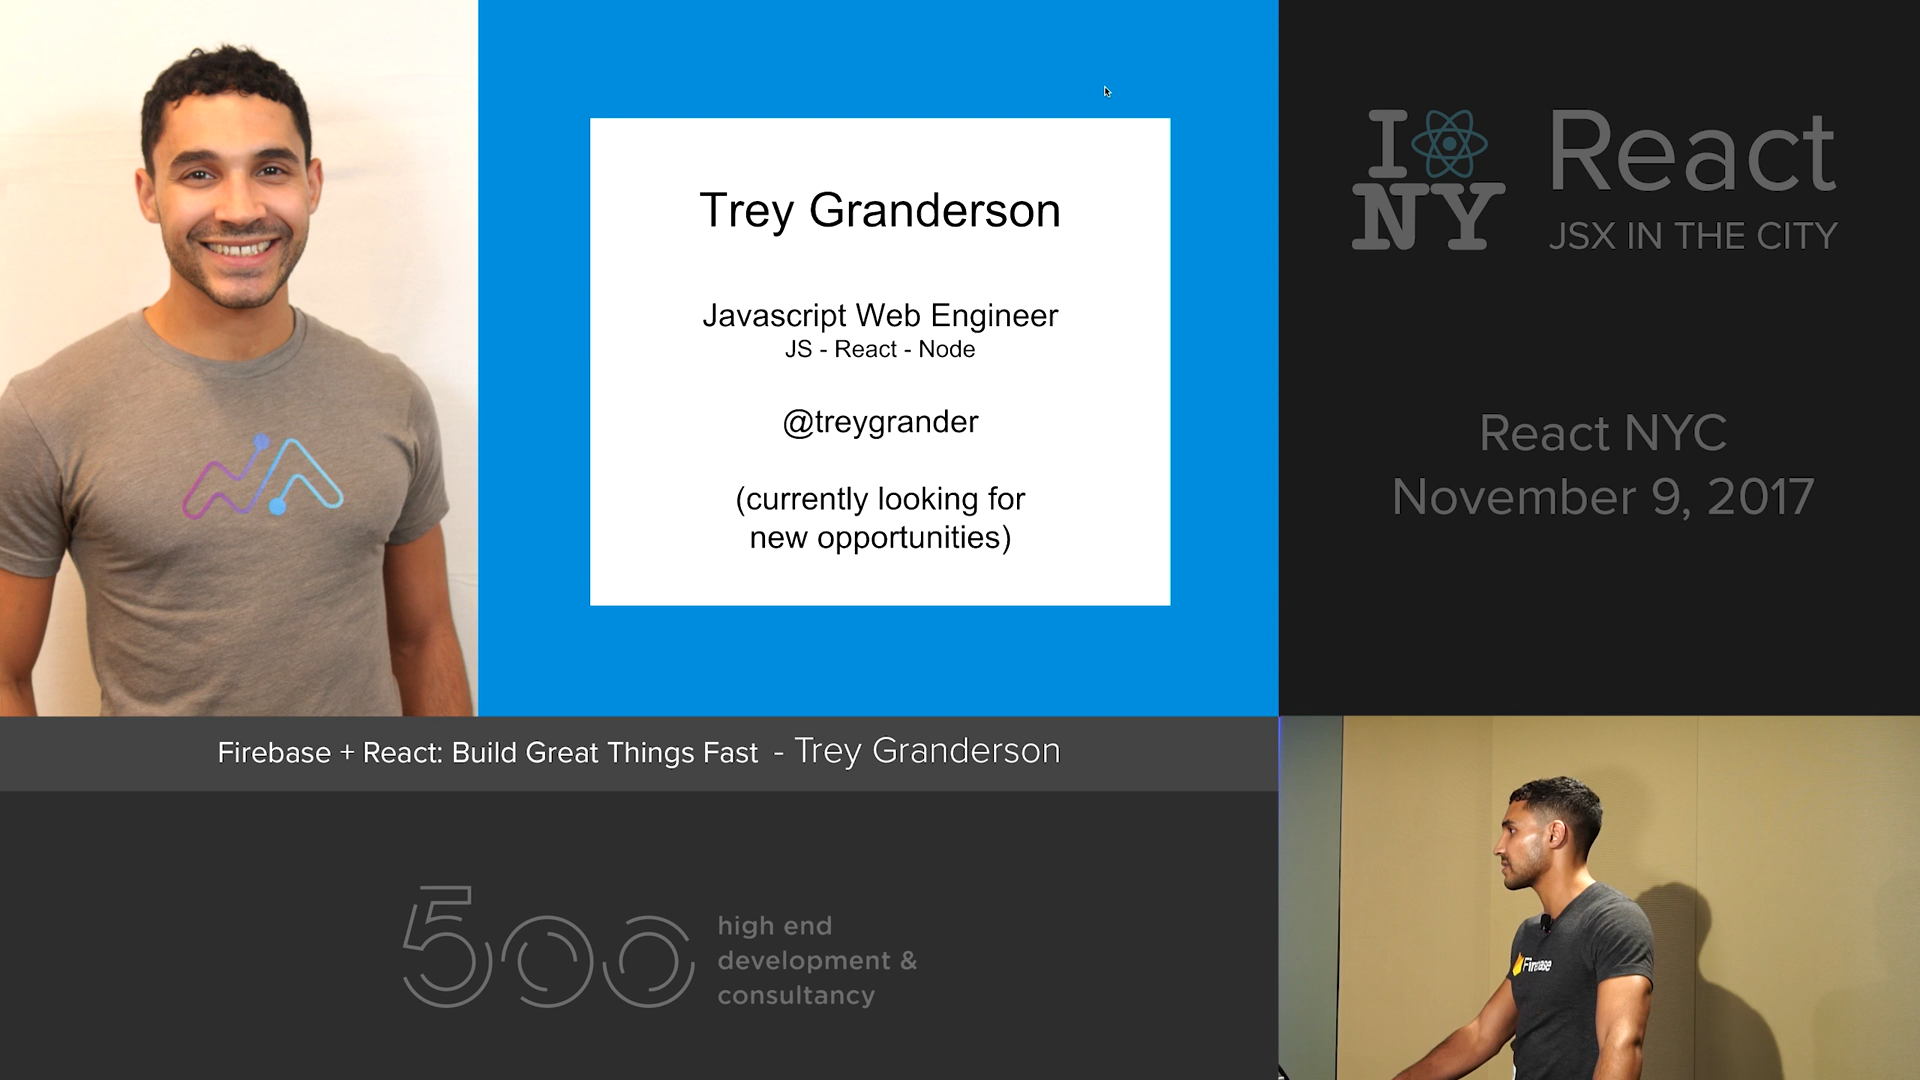 Trey Granderson
Javascript Web Engineer
JS - React - Node
@treygrander
(currently looking for
new opportunities)
I
NY
React
JSX IN THE CITY
React NYC
November 9, 2017
Firebase + React: Build Great Things Fast - Trey Granderson
500
high end
development &
consultancy
Firebase